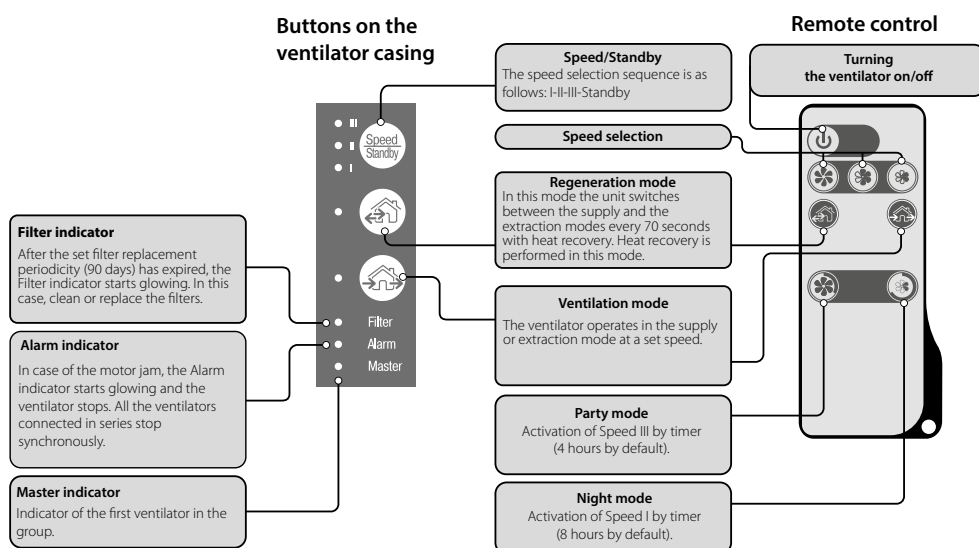 Buttons on the
ventilator casing
Remote control
Speed/Standby
The speed selection sequence is as
follows: I-II-III-Standby
Turning
the ventilator on/off
III
II
I
Speed
Standby
Speed selection
Regeneration mode
In this mode the unit switches
between the supply and the
extraction modes every 70 seconds
with heat recovery. Heat recovery is
performed in this mode.
Filter indicator
After the set filter replacement
periodicity (90 days) has expired, the
Filter indicator starts glowing. In this
case, clean or replace the filters.
Ventilation mode
The ventilator operates in the supply
or extraction mode at a set speed.
Filter
Alarm
Master
Alarm indicator
In case of the motor jam, the Alarm
indicator starts glowing and the
ventilator stops. All the ventilators
connected in series stop
synchronously.
Party mode
Activation of Speed III by timer
(4 hours by default).
Master indicator
Indicator of the first ventilator in the
group.
Night mode
Activation of Speed I by timer
(8 hours by default).